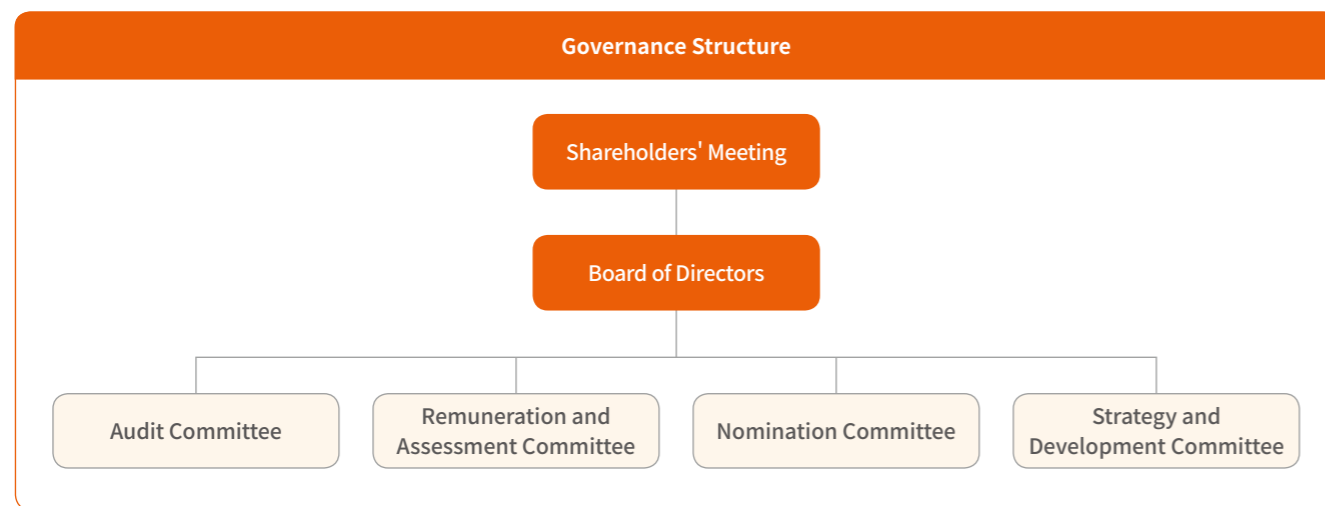 Governance Structure
Shareholders' Meeting
Board of Directors
Audit Committee
Remuneration and
Assessment Committee
Nomination Committee
Strategy and
Development Committee